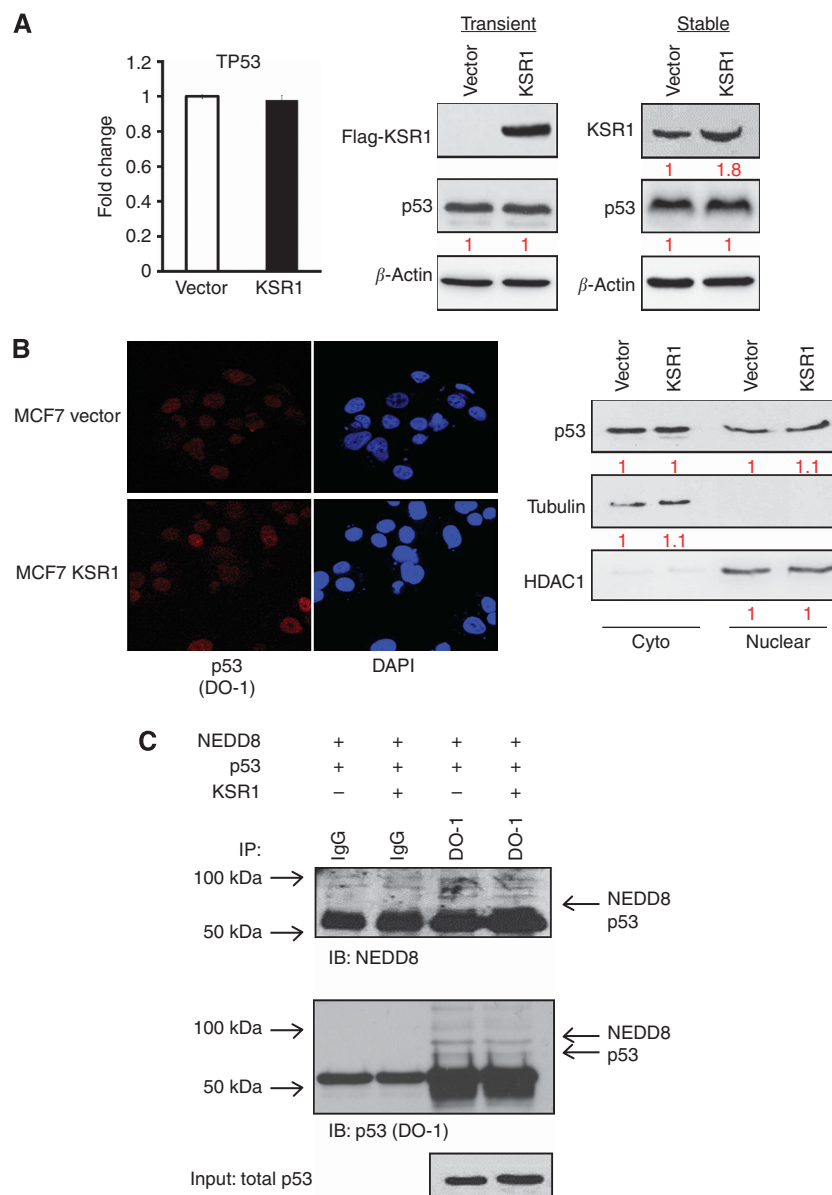 A
TP53
Fold change
1.2
1
0.8
0.6
0.4
0.2
0
Vector KSR1
Transient
Vector KSR1
Flag-KSR1
p53
1 1
β-Actin
Stable
Vector KSR1
KSR1
1 1.8
p53
1 1
β-Actin
B
MCF7 vector
MCF7 KSR1
p53
(DO-1)
DAPI
Vector KSR1 Vector KSR1
p53
1 1 1 1.1
Tubulin
1 1.1
HDAC1
1 1
Cyto Nuclear
C
NEDD8 + + + +
p53 + + + +
KSR1 − + − +
IP: IgG IgG DO-1 DO-1
100 kDa
50 kDa
NEDD8
p53
IB: NEDD8
100 kDa
50 kDa
NEDD8
p53
IB: p53 (DO-1)
Input: total p53